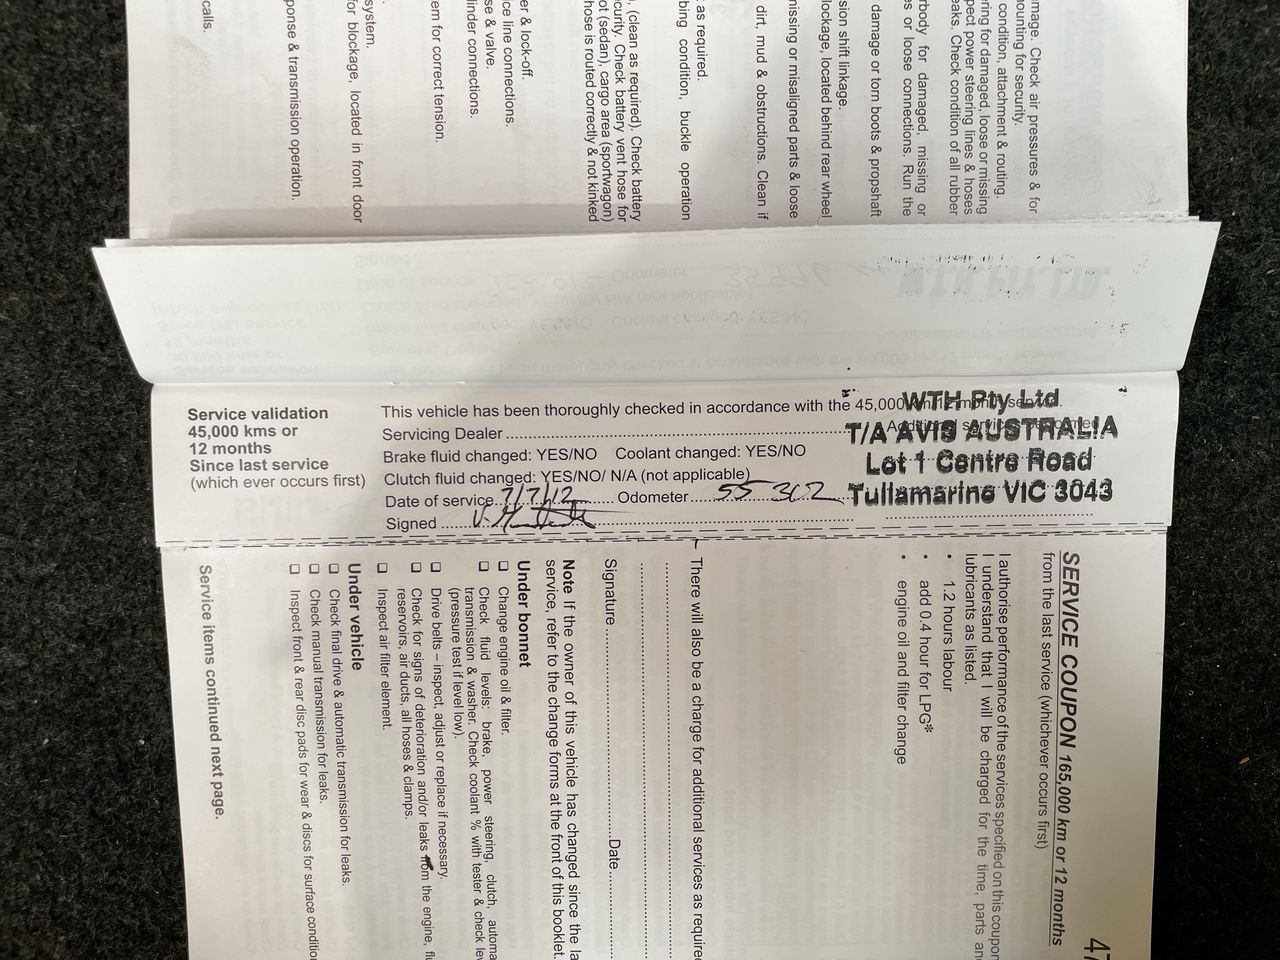 Service validation
45,000 kms or
12 months
Since last service
(which ever occurs first)
This vehicle has been thoroughly checked in accordance with the 45,000
Servicing Dealer
Brake fluid changed: YES/NO Coolant changed: YES/NO
Clutch fluid changed: YES/NO/ N/A (not applicable)
Date of service 7/7/12 Odometer 55 302
Signed
WTH Pty Ltd
T/A AVIS AUSTRALIA
Lot 1 Centre Road
Tullamarine VIC 3043
SERVICE COUPON 165,000 km or 12 months
from the last service (whichever occurs first)
I authorise performance of the services specified on this coupon
I understand that I will be charged for the time, parts and
lubricants as listed.
• 1.2 hours labour
• add 0.4 hour for LPG*
• engine oil and filter change
There will also be a charge for additional services as required
Signature Date
Note If the owner of this vehicle has changed since the la
service, refer to the change forms at the front of this booklet.
Under bonnet
❑ Change engine oil & filter.
❑ Check fluid levels: brake, power steering, clutch, automa
transmission & washer. Check coolant % with tester & check lev
(pressure test if level low).
❑ Drive belts – inspect, adjust or replace if necessary.
❑ Check for signs of deterioration and/or leaks from the engine, flu
reservoirs, air ducts, all hoses & clamps.
❑ Inspect air filter element.
Under vehicle
❑ Check final drive & automatic transmission for leaks.
❑ Check manual transmission for leaks.
❑ Inspect front & rear disc pads for wear & discs for surface conditio
Service items continued next page.
47
mage. Check air pressures & for
ounting for security.
condition, attachment & routing.
ring for damaged, loose or missing
pect power steering lines & hoses
eaks. Check condition of all rubber
rbody for damaged, missing or
es or loose connections. Run the
damage or torn boots & propshaft
sion shift linkage.
lockage, located behind rear wheel
missing or misaligned parts & loose
dirt, mud & obstructions. Clean if
as required.
bing condition, buckle operation
, (clean as required). Check battery
curity. Check battery vent hose for
ot (sedan), cargo area (sportwagon)
hose is routed correctly & not kinked
er & lock-off.
ice line connections.
se & valve.
linder connections.
em for correct tension.
system.
or blockage, located in front door
ponse & transmission operation.
calls.